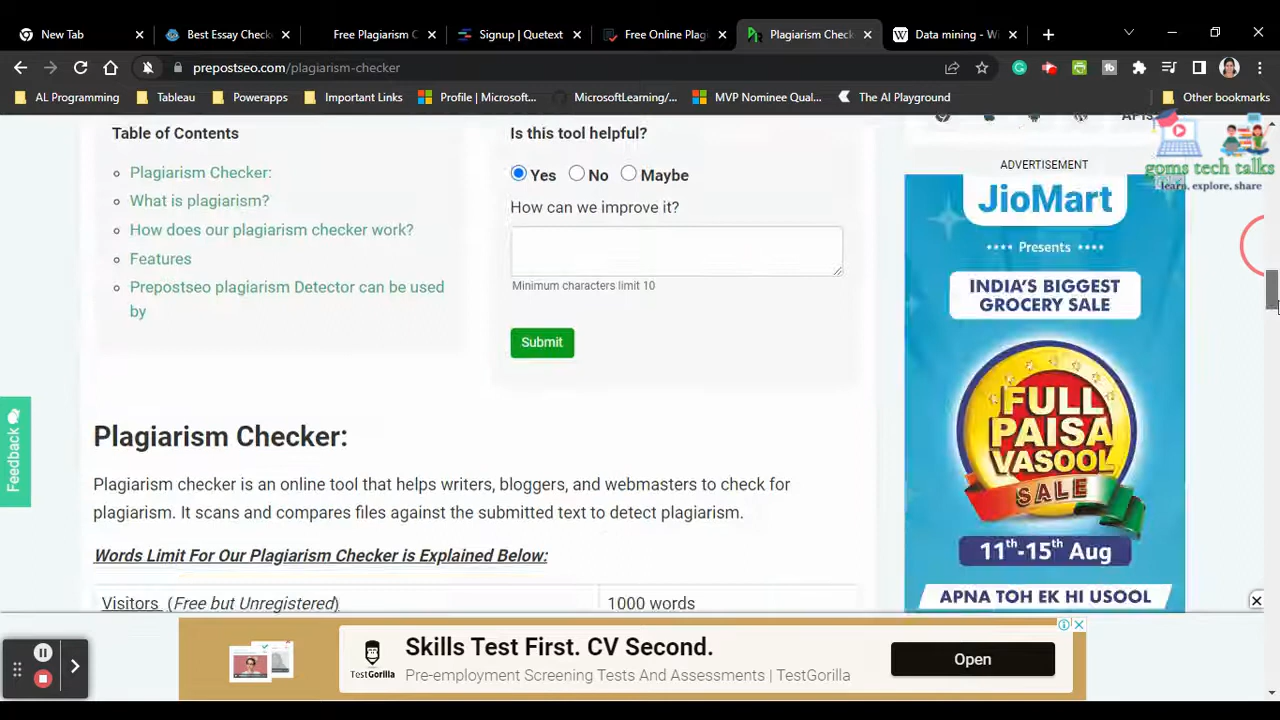 New Tab
Best Essay Check
Free Plagiarism C
Signup | Quetext
Free Online Plagi
Plagiarism Check
Data mining - Wi
prepostseo.com/plagiarism-checker
AL Programming
Tableau
Powerapps
Important Links
Profile | Microsoft...
MicrosoftLearning/...
MVP Nominee Qual...
The AI Playground
Other bookmarks
Table of Contents
Plagiarism Checker:
What is plagiarism?
How does our plagiarism checker work?
Features
Prepostseo plagiarism Detector can be used
by
Is this tool helpful?
Yes
No
Maybe
How can we improve it?
Minimum characters limit 10
Submit
ADVERTISEMENT
goms tech talks
learn, explore, share
JioMart
Presents
INDIA'S BIGGEST
GROCERY SALE
FULL
PAISA
VASOOL
SALE
11th-15th Aug
APNA TOH EK HI USOOL
Feedback
Plagiarism Checker:
Plagiarism checker is an online tool that helps writers, bloggers, and webmasters to check for
plagiarism. It scans and compares files against the submitted text to detect plagiarism.
Words Limit For Our Plagiarism Checker is Explained Below:
Visitors (Free but Unregistered)
1000 words
TestGorilla
Skills Test First. CV Second.
Pre-employment Screening Tests And Assessments | TestGorilla
Open